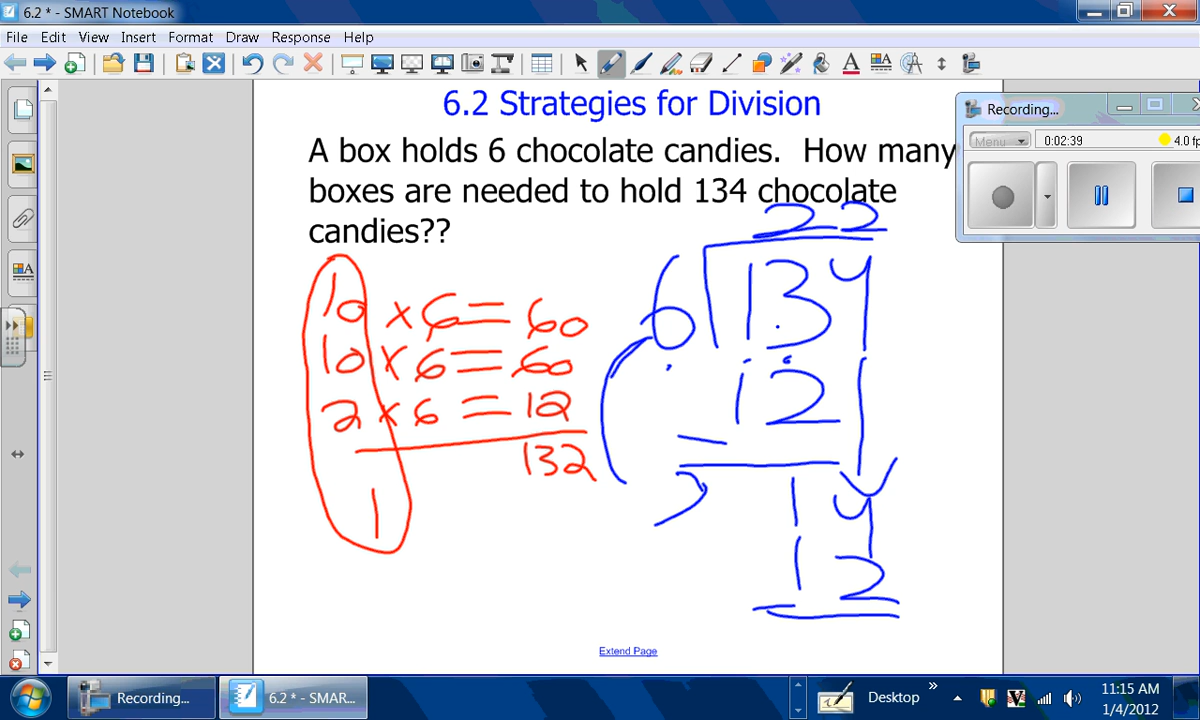 6.2 * - SMART Notebook
File Edit View Insert Format Draw Response Help
6.2 Strategies for Division
A box holds 6 chocolate candies. How many
boxes are needed to hold 134 chocolate
candies??
Recording...
Menu 0:02:39 4.0 fp
10 × 6 = 60
10 × 6 = 60
2 × 6 = 12
132
1
22
6 134
12
14
12
Extend Page
Recording...
6.2 * - SMAR...
Desktop
11:15 AM
1/4/2012